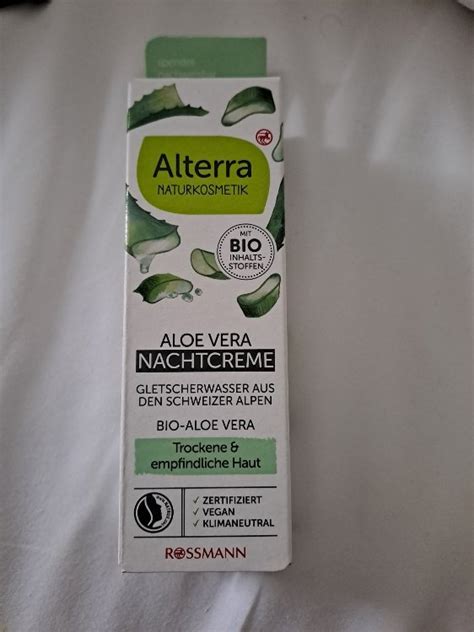 spendet
Alterra
NATURKOSMETIK
MIT
BIO
INHALTS-
STOFFEN
ALOE VERA
NACHTCREME
GLETSCHERWASSER AUS
DEN SCHWEIZER ALPEN
BIO-ALOE VERA
Trockene &
empfindliche Haut
✓ ZERTIFIZIERT
✓ VEGAN
✓ KLIMANEUTRAL
ROSSMANN